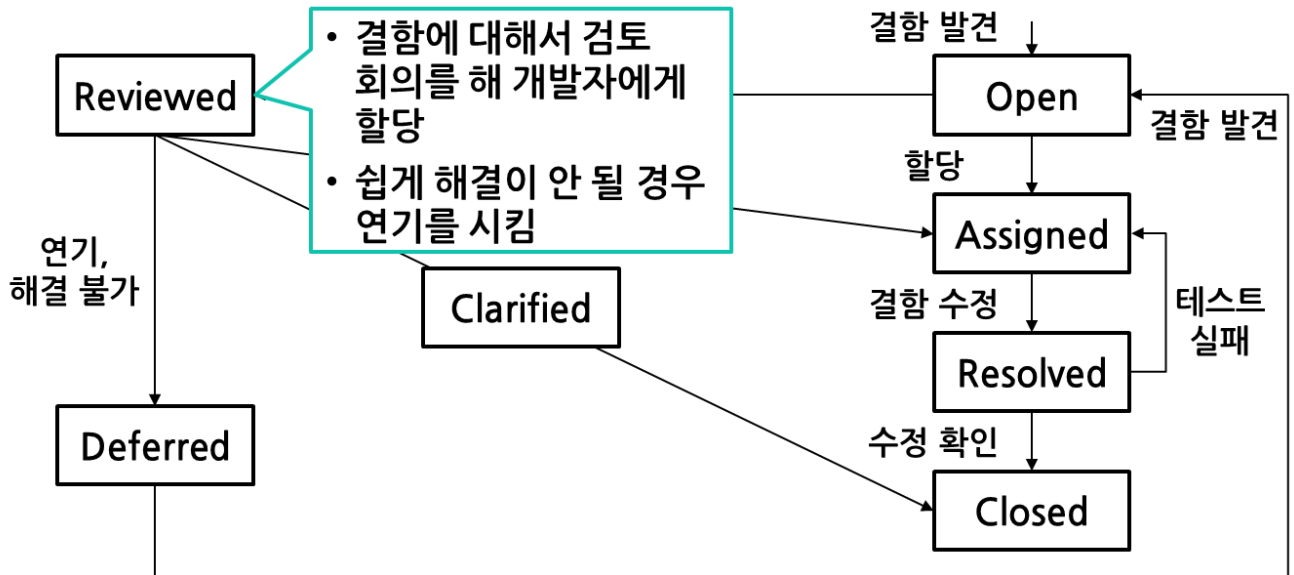 결함 발견
• 결함에 대해서 검토
회의를 해 개발자에게
할당
• 쉽게 해결이 안 될 경우
연기를 시킴
Reviewed
Open
결함 발견
할당
Assigned
연기,
해결 불가
Clarified
결함 수정
테스트
실패
Resolved
Deferred
수정 확인
Closed